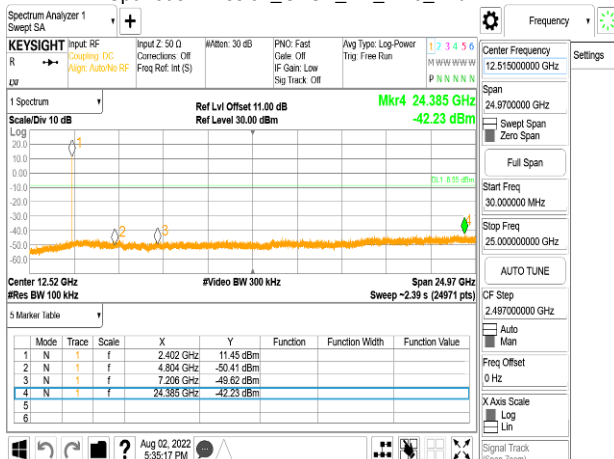 Spectrum Analyzer 1
Swept SA
Frequency
KEYSIGHT
R
Input: RF
Coupling: DC
Align: Auto/No RF
Input Z: 50 Ω
Corrections: Off
Freq Ref: Int (S)
#Atten: 30 dB
PNO: Fast
Gate: Off
IF Gain: Low
Sig Track: Off
Avg Type: Log-Power
Trig: Free Run
1 2 3 4 5 6
M W W W W W
P N N N N N
1 Spectrum
Scale/Div 10 dB
Ref Lvl Offset 11.00 dB
Ref Level 30.00 dBm
Mkr4 24.385 GHz
-42.23 dBm
Log
20.0
10.0
0.00
-10.0
-20.0
-30.0
-40.0
-50.0
-60.0
1
2
3
4
Center 12.52 GHz
#Res BW 100 kHz
#Video BW 300 kHz
Span 24.97 GHz
Sweep ~2.39 s (24971 pts)
5 Marker Table
Mode Trace Scale X Y Function Function Width Function Value
1 N 1 f 2.402 GHz 11.45 dBm
2 N 1 f 4.804 GHz -50.41 dBm
3 N 1 f 7.206 GHz -49.62 dBm
4 N 1 f 24.385 GHz -42.23 dBm
5
6
Aug 02, 2022
5:35:17 PM
Center Frequency
12.515000000 GHz
Settings
Span
24.9700000 GHz
Swept Span
Zero Span
Full Span
Start Freq
30.000000 MHz
Stop Freq
25.000000000 GHz
AUTO TUNE
CF Step
2.497000000 GHz
Auto
Man
Freq Offset
0 Hz
X Axis Scale
Log
Lin
Signal Track